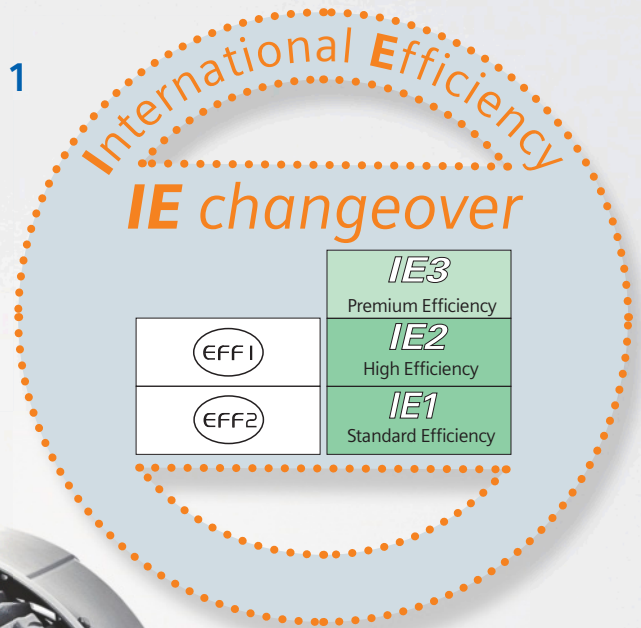 1
International Efficiency
IE changeover
IE3
Premium Efficiency
EFF1
IE2
High Efficiency
EFF2
IE1
Standard Efficiency